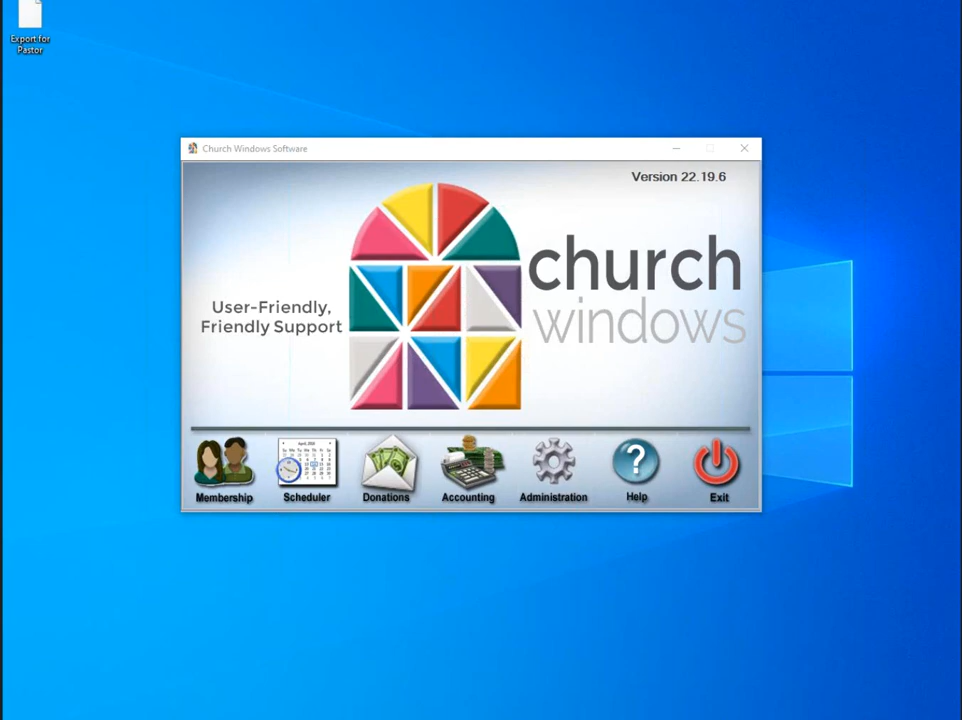 Export for
Pastor
Church Windows Software
Version 22.19.6
church
windows
User-Friendly,
Friendly Support
Membership
Scheduler
Donations
Accounting
Administration
Help
Exit